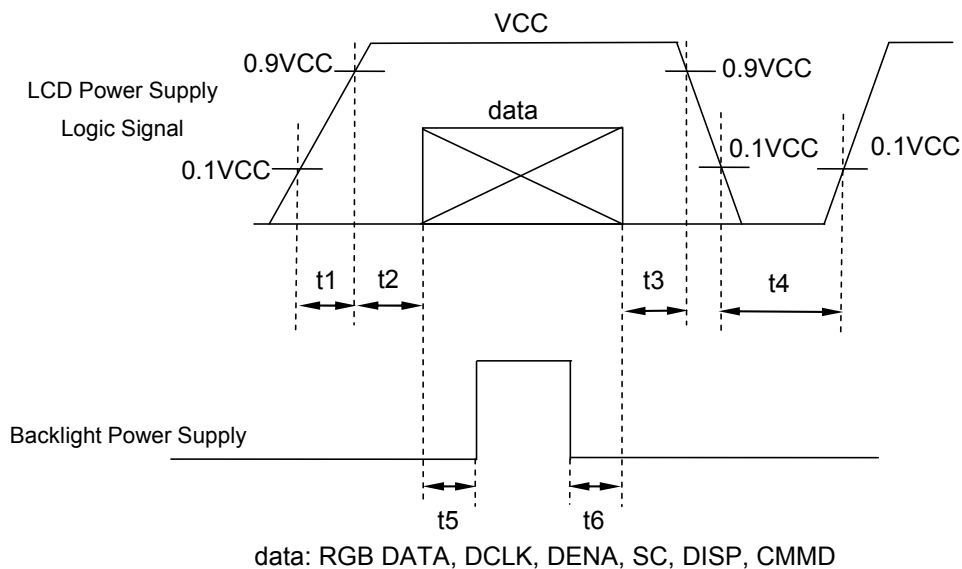 VCC
0.9VCC
0.9VCC
LCD Power Supply
Logic Signal
data
0.1VCC
0.1VCC
0.1VCC
t1
t2
t3
t4
Backlight Power Supply
t5
t6
data: RGB DATA, DCLK, DENA, SC, DISP, CMMD